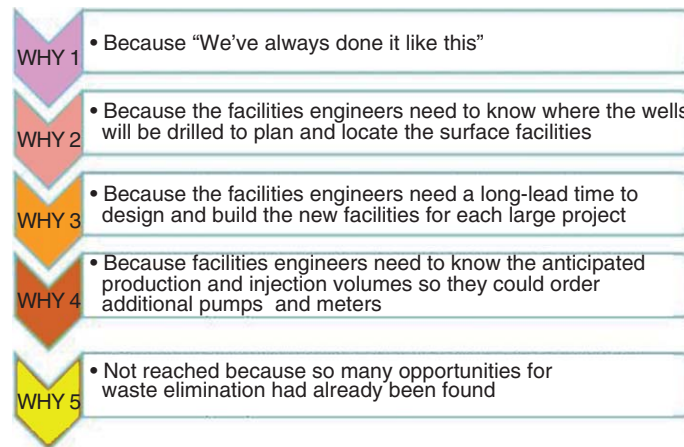 WHY 1
• Because “We’ve always done it like this”
WHY 2
• Because the facilities engineers need to know where the wells
will be drilled to plan and locate the surface facilities
WHY 3
• Because the facilities engineers need a long-lead time to
design and build the new facilities for each large project
WHY 4
• Because facilities engineers need to know the anticipated
production and injection volumes so they could order
additional pumps and meters
WHY 5
• Not reached because so many opportunities for
waste elimination had already been found